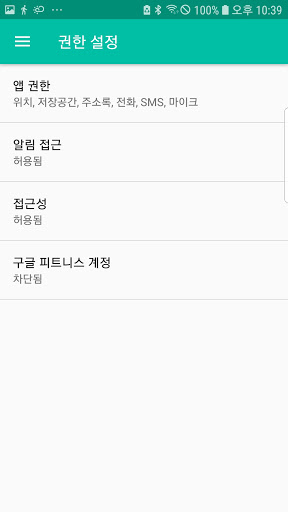 100% 오후 10:39
권한 설정
앱 권한
위치, 저장공간, 주소록, 전화, SMS, 마이크
알림 접근
허용됨
접근성
허용됨
구글 피트니스 계정
차단됨